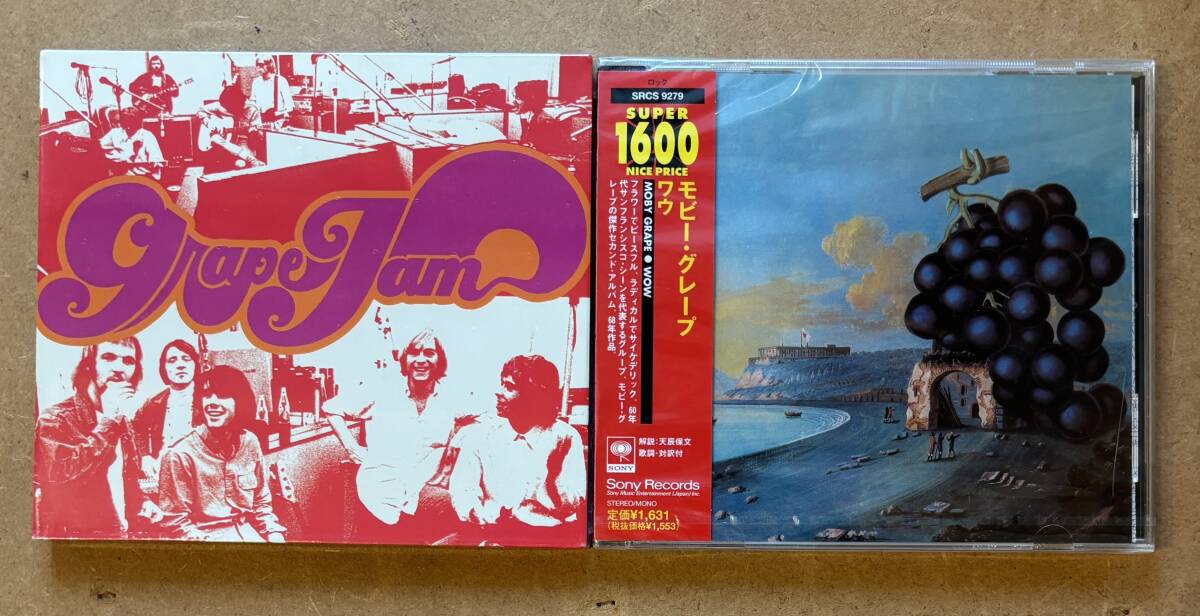 Grape Jam
ロック
SRCS 9279
SUPER
1600
NICE PRICE
モビー・グレープ
ワウ
MOBY GRAPE ● WOW
フラワーでピースフル、ラディカルでサイケデリック、60年
代サンフランシスコ・シーンを代表するグループ、モビー・グ
レープの傑作セカンド・アルバム。68年作品。
解説:天辰保文
歌詞・対訳付
SONY
Sony Records
Sony Music Entertainment (Japan) Inc.
STEREO/MONO
定価¥1,631
(税抜価格¥1,553)